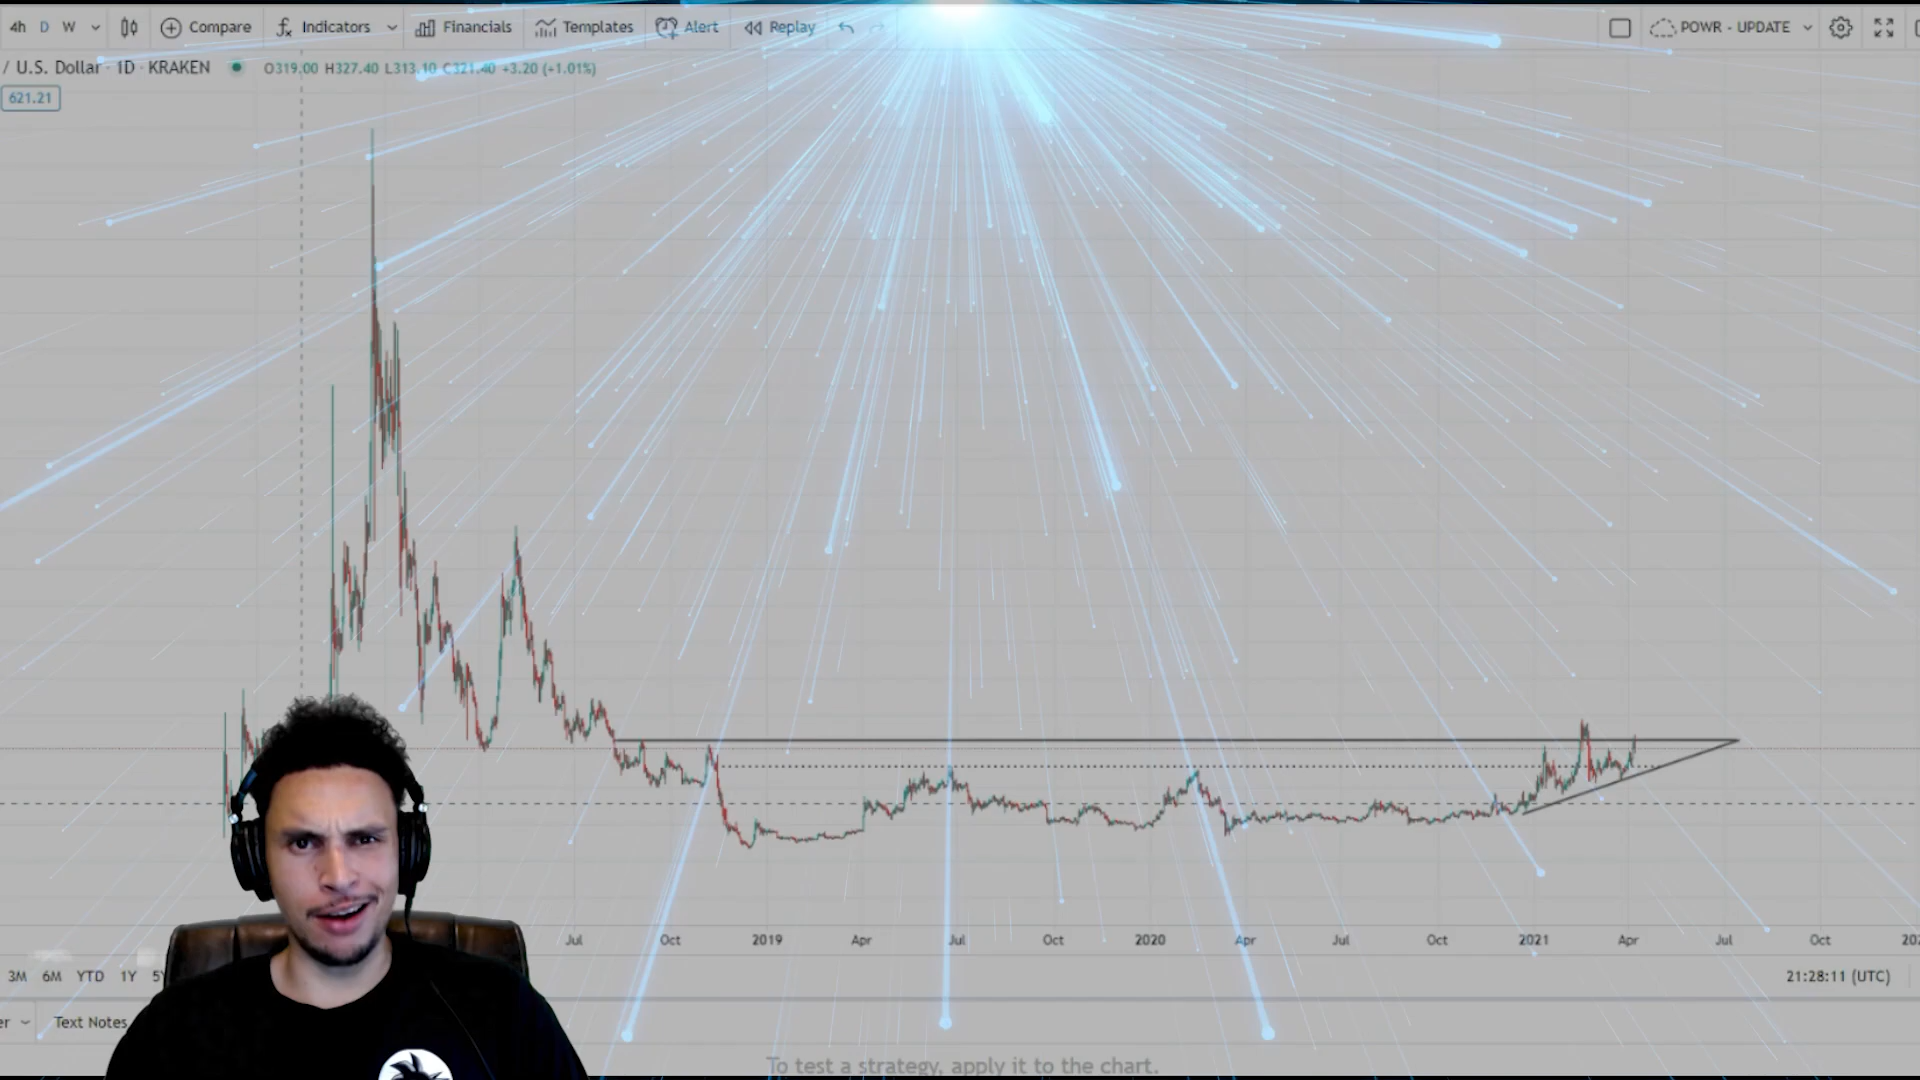 4h D W Compare Indicators Financials Templates Alert Replay POWR - UPDATE
/ U.S. Dollar · 1D · KRAKEN O319.00 H327.40 L313.10 C321.40 +3.20 (+1.01%)
621.21
Jul Oct 2019 Apr Jul Oct 2020 Apr Jul Oct 2021 Apr Jul Oct 202
3M 6M YTD 1Y 5Y 21:28:11 (UTC)
er Text Notes
To test a strategy, apply it to the chart.